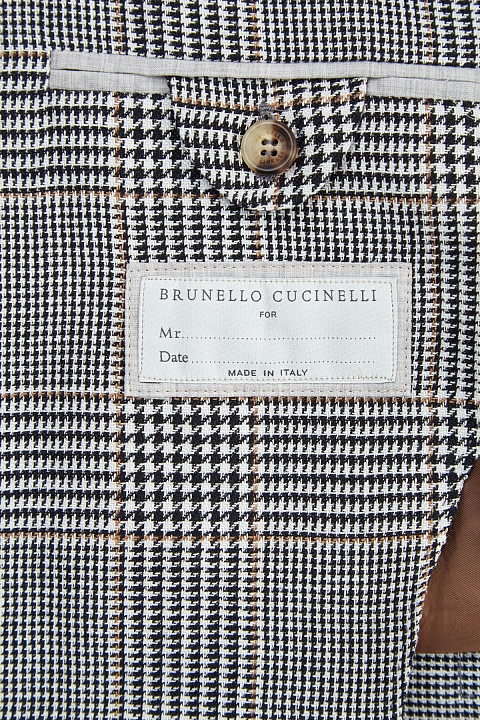 BRUNELLO CUCINELLI
FOR
Mr.
Date
MADE IN ITALY